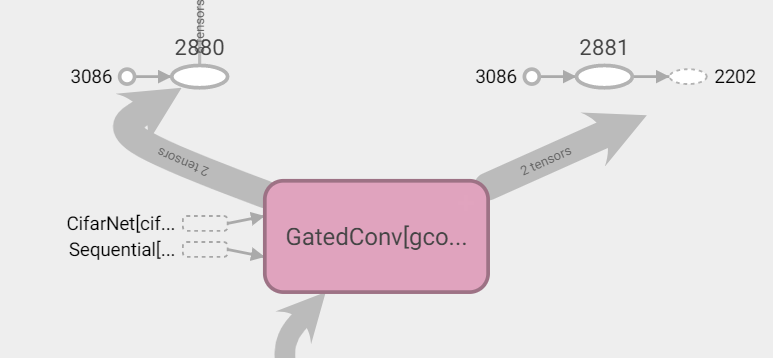 tensors
2880
3086
2881
3086
2202
2 tensors
2 tensors
CifarNet[cif...
Sequential[...
GatedConv[gco...